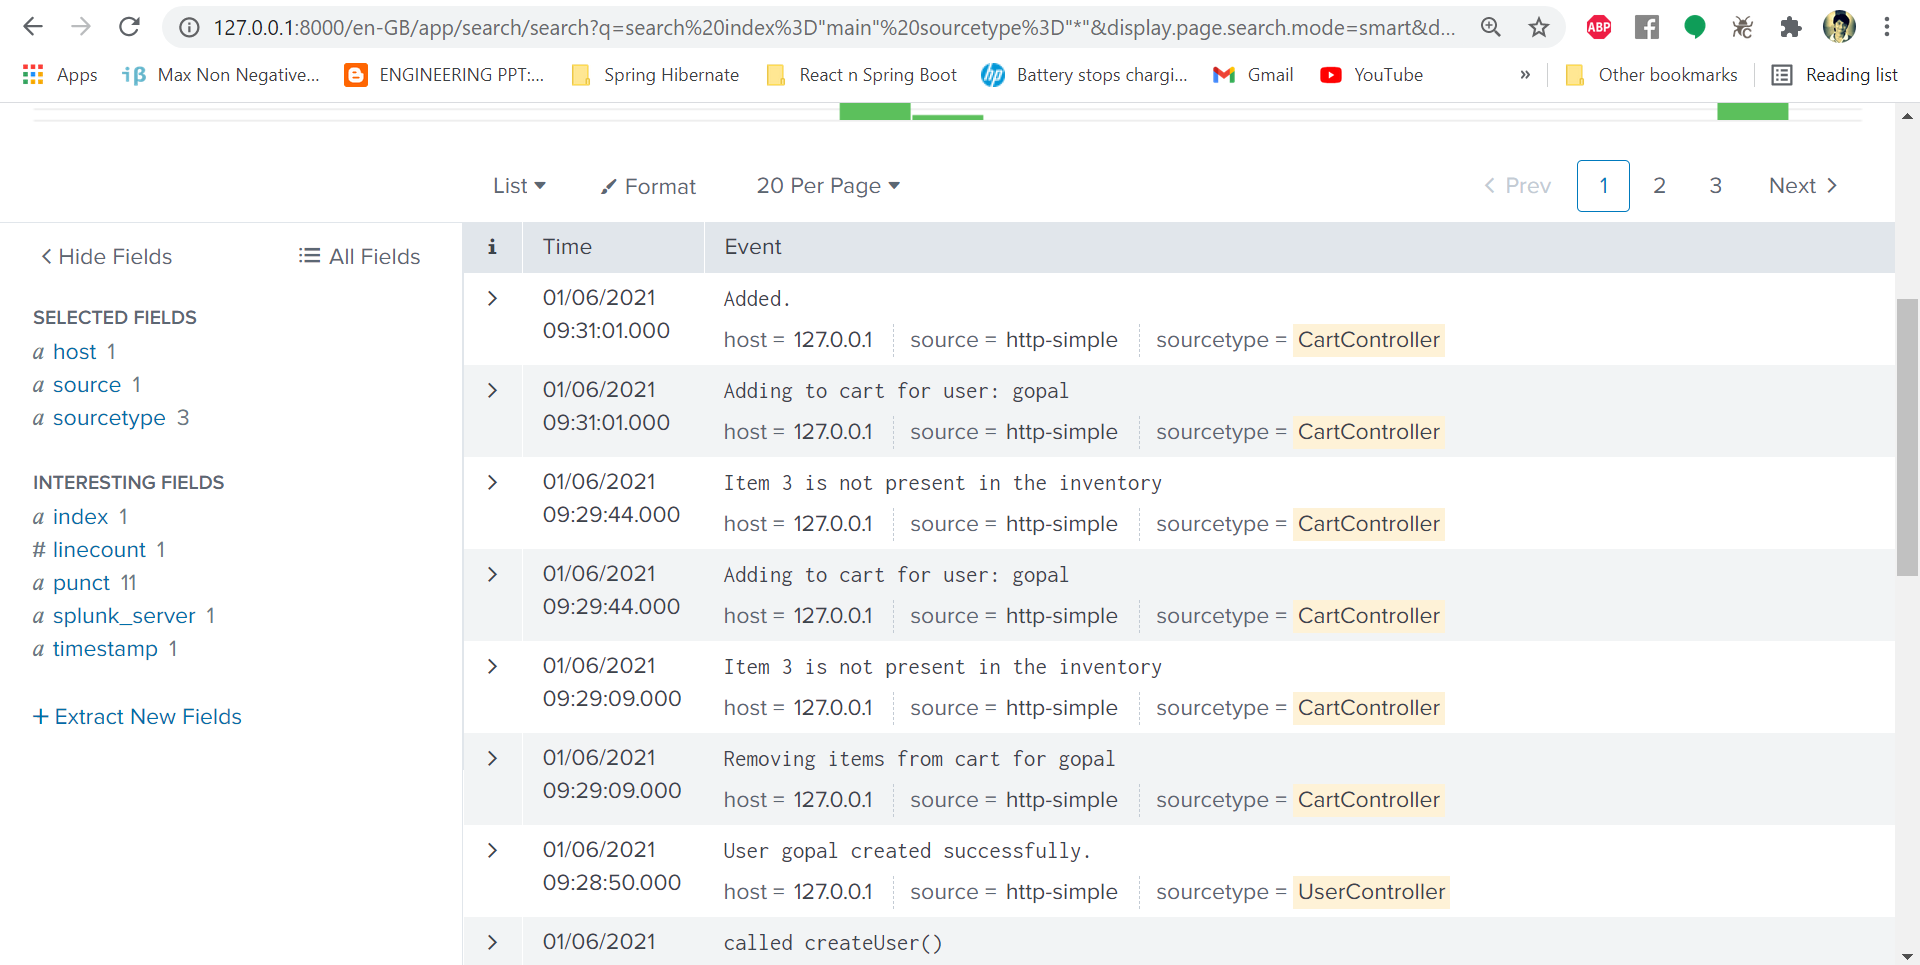 127.0.0.1:8000/en-GB/app/search/search?q=search%20index%3D"main"%20sourcetype%3D"*"&display.page.search.mode=smart&d...
ABP
Apps
iβ Max Non Negative...
ENGINEERING PPT:...
Spring Hibernate
React n Spring Boot
hp Battery stops chargi...
Gmail
YouTube
»
Other bookmarks
Reading list
List
Format
20 Per Page
Prev
1
2
3
Next
Hide Fields
All Fields
SELECTED FIELDS
a host 1
a source 1
a sourcetype 3
INTERESTING FIELDS
a index 1
# linecount 1
a punct 11
a splunk_server 1
a timestamp 1
+ Extract New Fields
i Time Event
01/06/2021
09:31:01.000
Added.
host = 127.0.0.1 source = http-simple sourcetype = CartController
01/06/2021
09:31:01.000
Adding to cart for user: gopal
host = 127.0.0.1 source = http-simple sourcetype = CartController
01/06/2021
09:29:44.000
Item 3 is not present in the inventory
host = 127.0.0.1 source = http-simple sourcetype = CartController
01/06/2021
09:29:44.000
Adding to cart for user: gopal
host = 127.0.0.1 source = http-simple sourcetype = CartController
01/06/2021
09:29:09.000
Item 3 is not present in the inventory
host = 127.0.0.1 source = http-simple sourcetype = CartController
01/06/2021
09:29:09.000
Removing items from cart for gopal
host = 127.0.0.1 source = http-simple sourcetype = CartController
01/06/2021
09:28:50.000
User gopal created successfully.
host = 127.0.0.1 source = http-simple sourcetype = UserController
01/06/2021
called createUser()